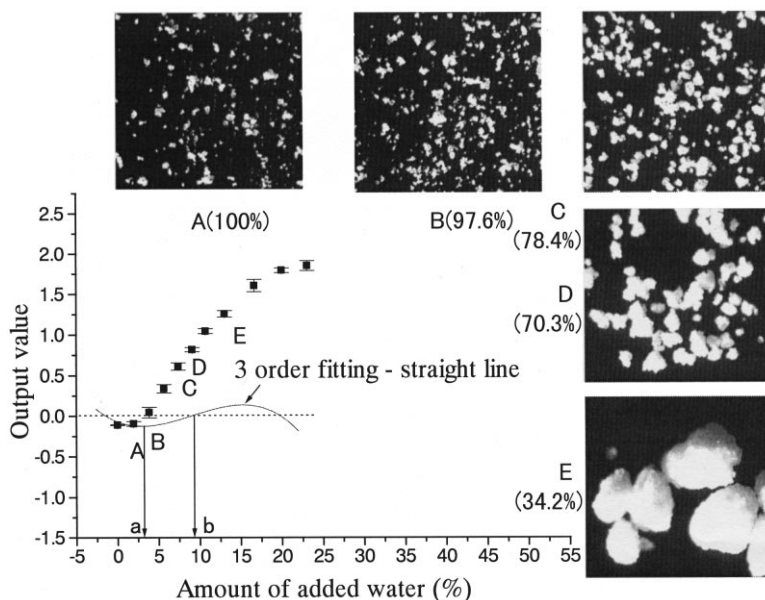 A(100%)
B(97.6%)
C
(78.4%)
D
(70.3%)
E
(34.2%)
Output value
2.5
2.0
1.5
1.0
0.5
0.0
-0.5
-1.0
-1.5
E
D
C
3 order fitting - straight line
A
B
a
b
-5
0
5
10
15
20
25
30
35
40
45
50
55
Amount of added water (%)